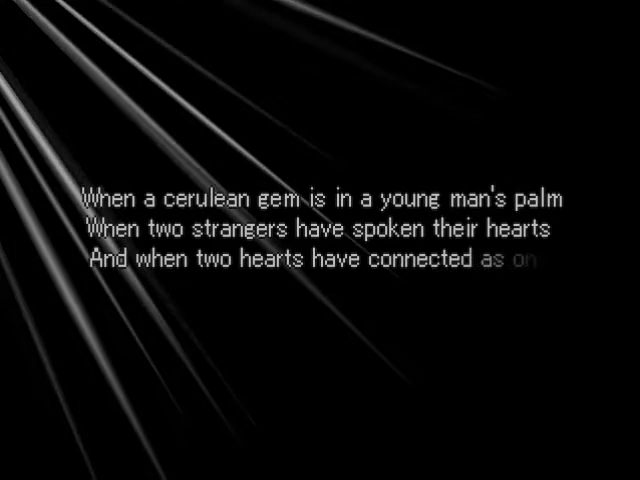 When a cerulean gem is in a young man's palm
When two strangers have spoken their hearts
And when two hearts have connected as on